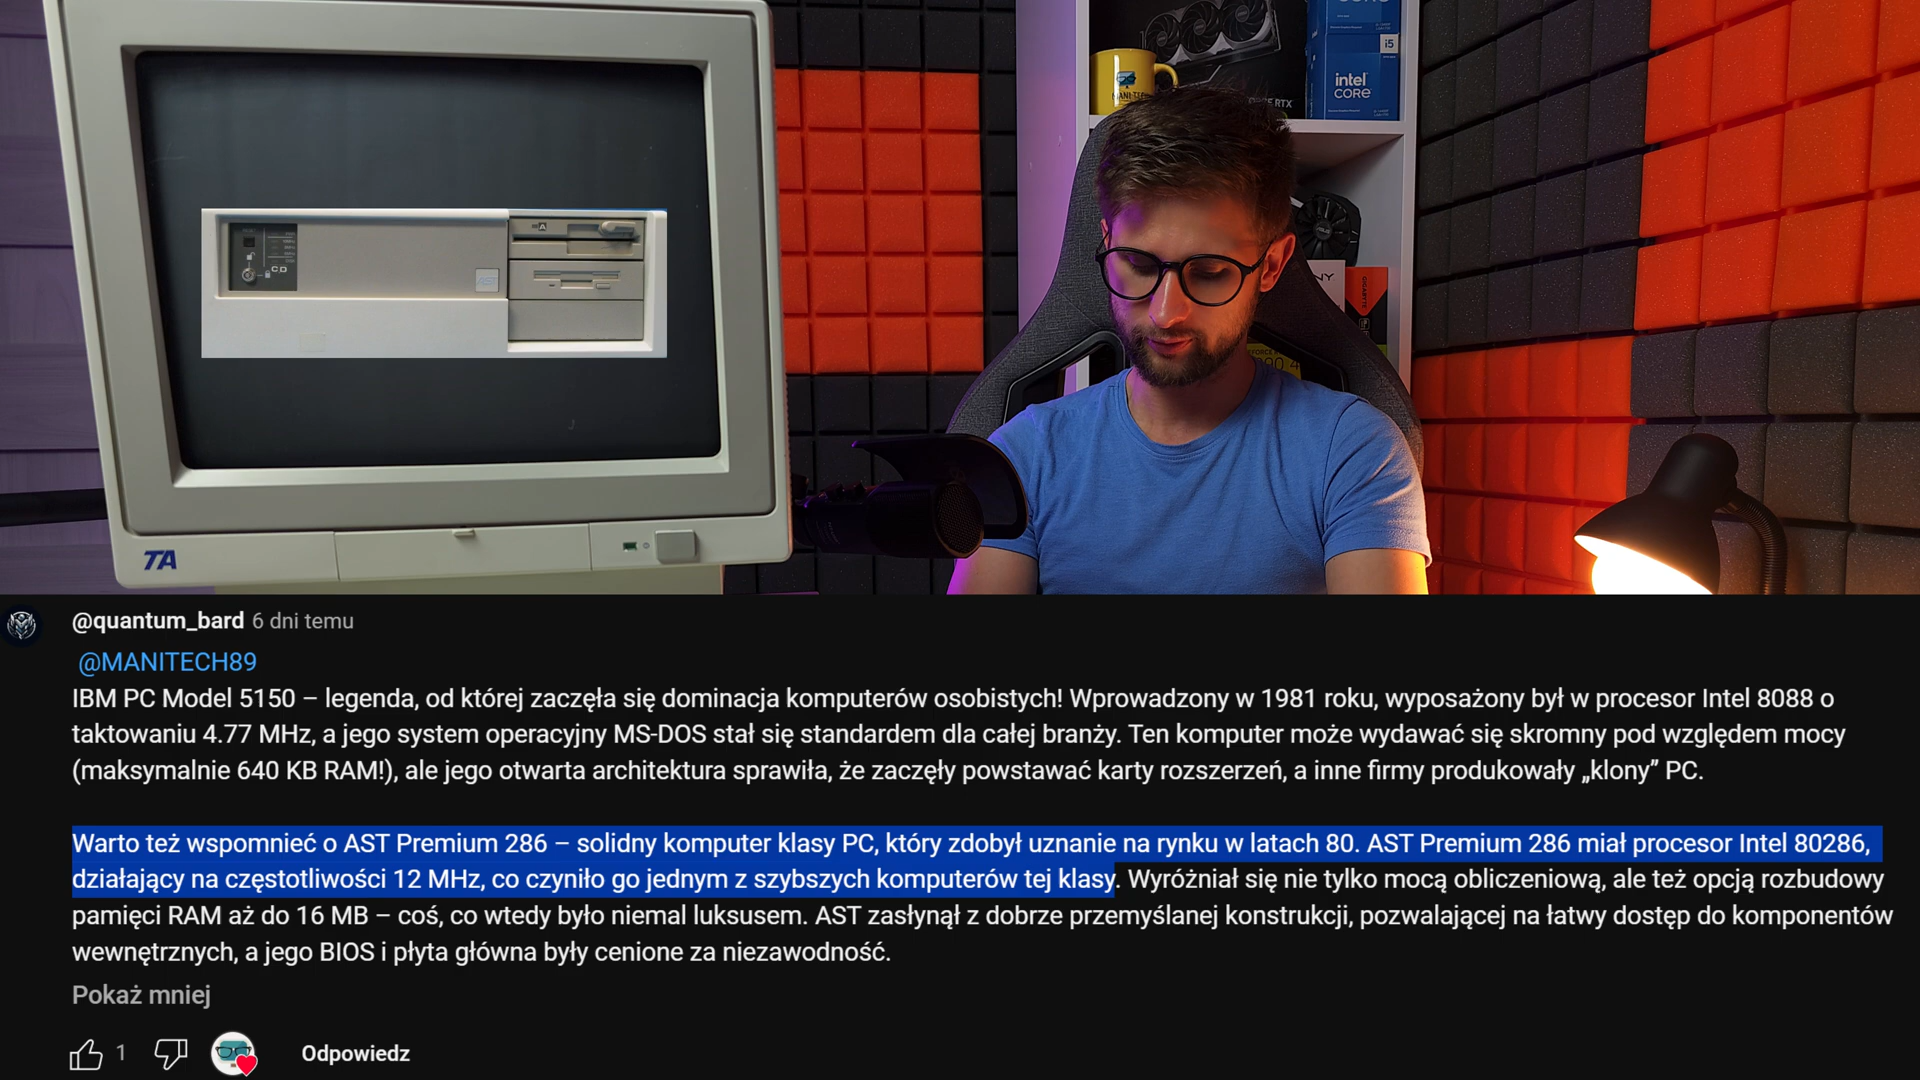 i5
intel
CORE
MANI-TECH
FORCE RTX
A
AST
CD
TA
NY
GIGABYTE
@quantum_bard 6 dni temu
@MANITECH89
IBM PC Model 5150 – legenda, od której zaczęła się dominacja komputerów osobistych! Wprowadzony w 1981 roku, wyposażony był w procesor Intel 8088 o
taktowaniu 4.77 MHz, a jego system operacyjny MS-DOS stał się standardem dla całej branży. Ten komputer może wydawać się skromny pod względem mocy
(maksymalnie 640 KB RAM!), ale jego otwarta architektura sprawiła, że zaczęły powstawać karty rozszerzeń, a inne firmy produkowały „klony” PC.
Warto też wspomnieć o AST Premium 286 – solidny komputer klasy PC, który zdobył uznanie na rynku w latach 80. AST Premium 286 miał procesor Intel 80286,
działający na częstotliwości 12 MHz, co czyniło go jednym z szybszych komputerów tej klasy. Wyróżniał się nie tylko mocą obliczeniową, ale też opcją rozbudowy
pamięci RAM aż do 16 MB – coś, co wtedy było niemal luksusem. AST zasłynął z dobrze przemyślanej konstrukcji, pozwalającej na łatwy dostęp do komponentów
wewnętrznych, a jego BIOS i płyta główna były cenione za niezawodność.
Pokaż mniej
1
Odpowiedz